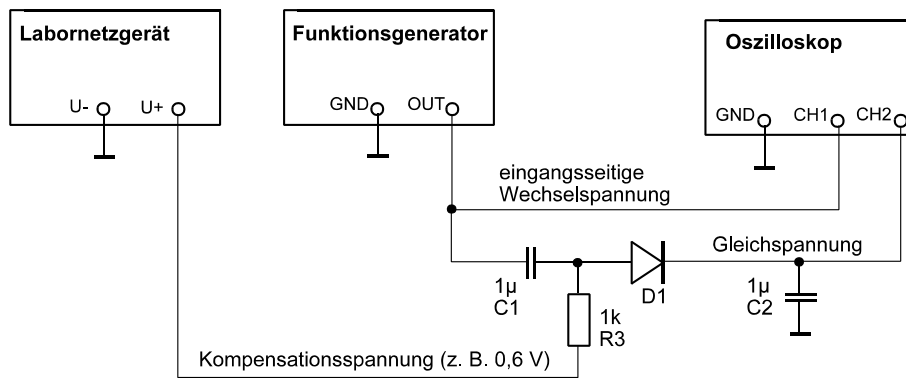 Labornetzgerät
Funktionsgenerator
Oszilloskop
U-
U+
GND
OUT
GND
CH1
CH2
eingangsseitige
Wechselspannung
Gleichspannung
1µ
C1
D1
1µ
C2
1k
R3
Kompensationsspannung (z. B. 0,6 V)